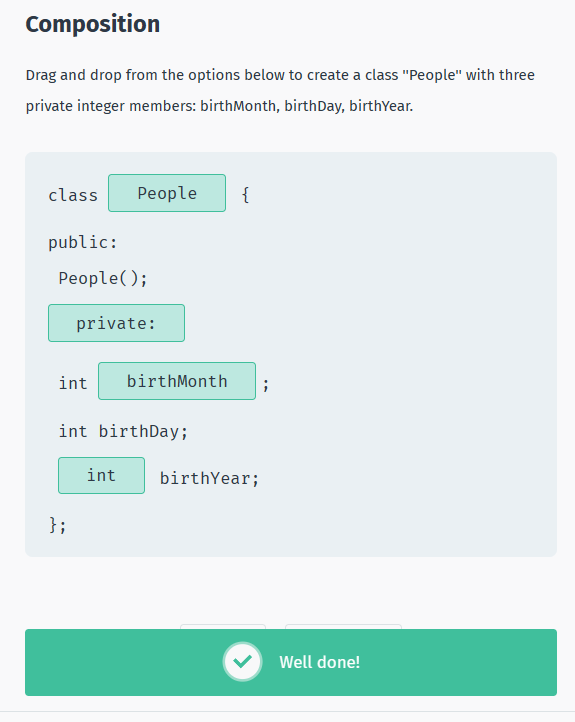 Composition
Drag and drop from the options below to create a class "People" with three
private integer members: birthMonth, birthDay, birthYear.
class People {
public:
People();
private:
int birthMonth ;
int birthDay;
int birthYear;
};
Well done!